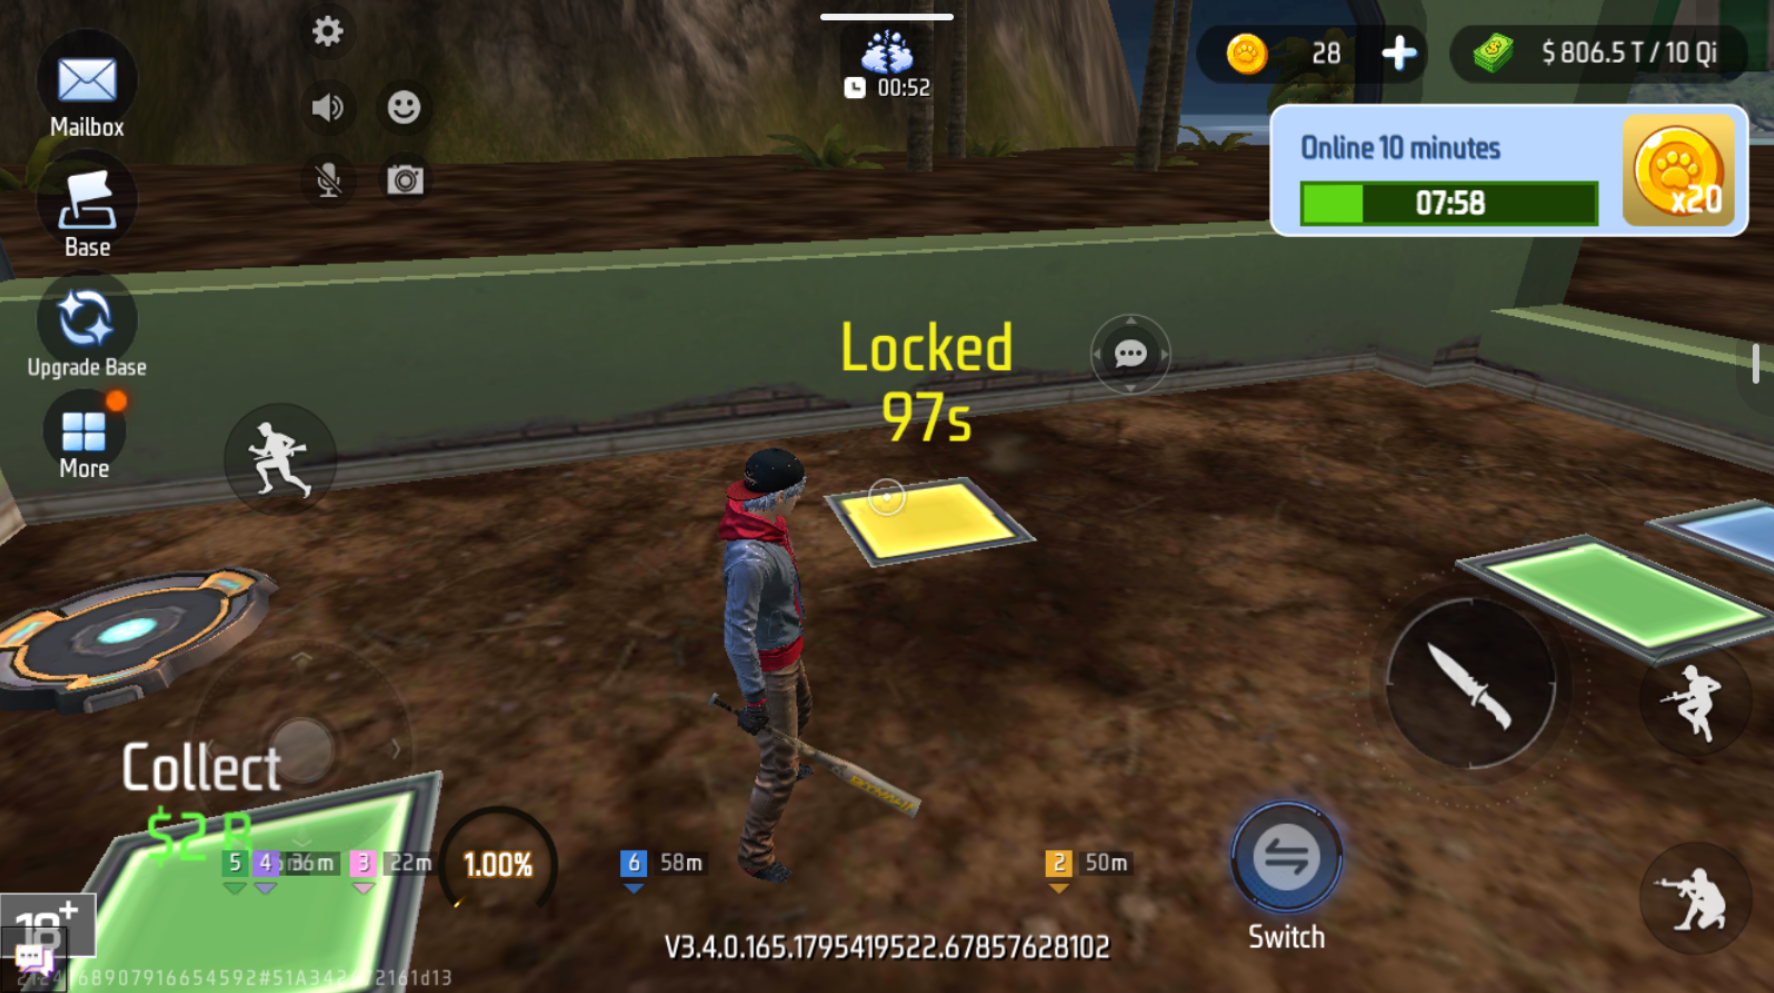 28
$ 806.5 T / 10 Qi
00:52
Mailbox
Online 10 minutes
07:58
x20
Base
Upgrade Base
Locked
97s
More
Collect
5
4
36m
3
22m
1.00%
6
58m
2
50m
Switch
18+
V3.4.0.165.1795419522.67857628102